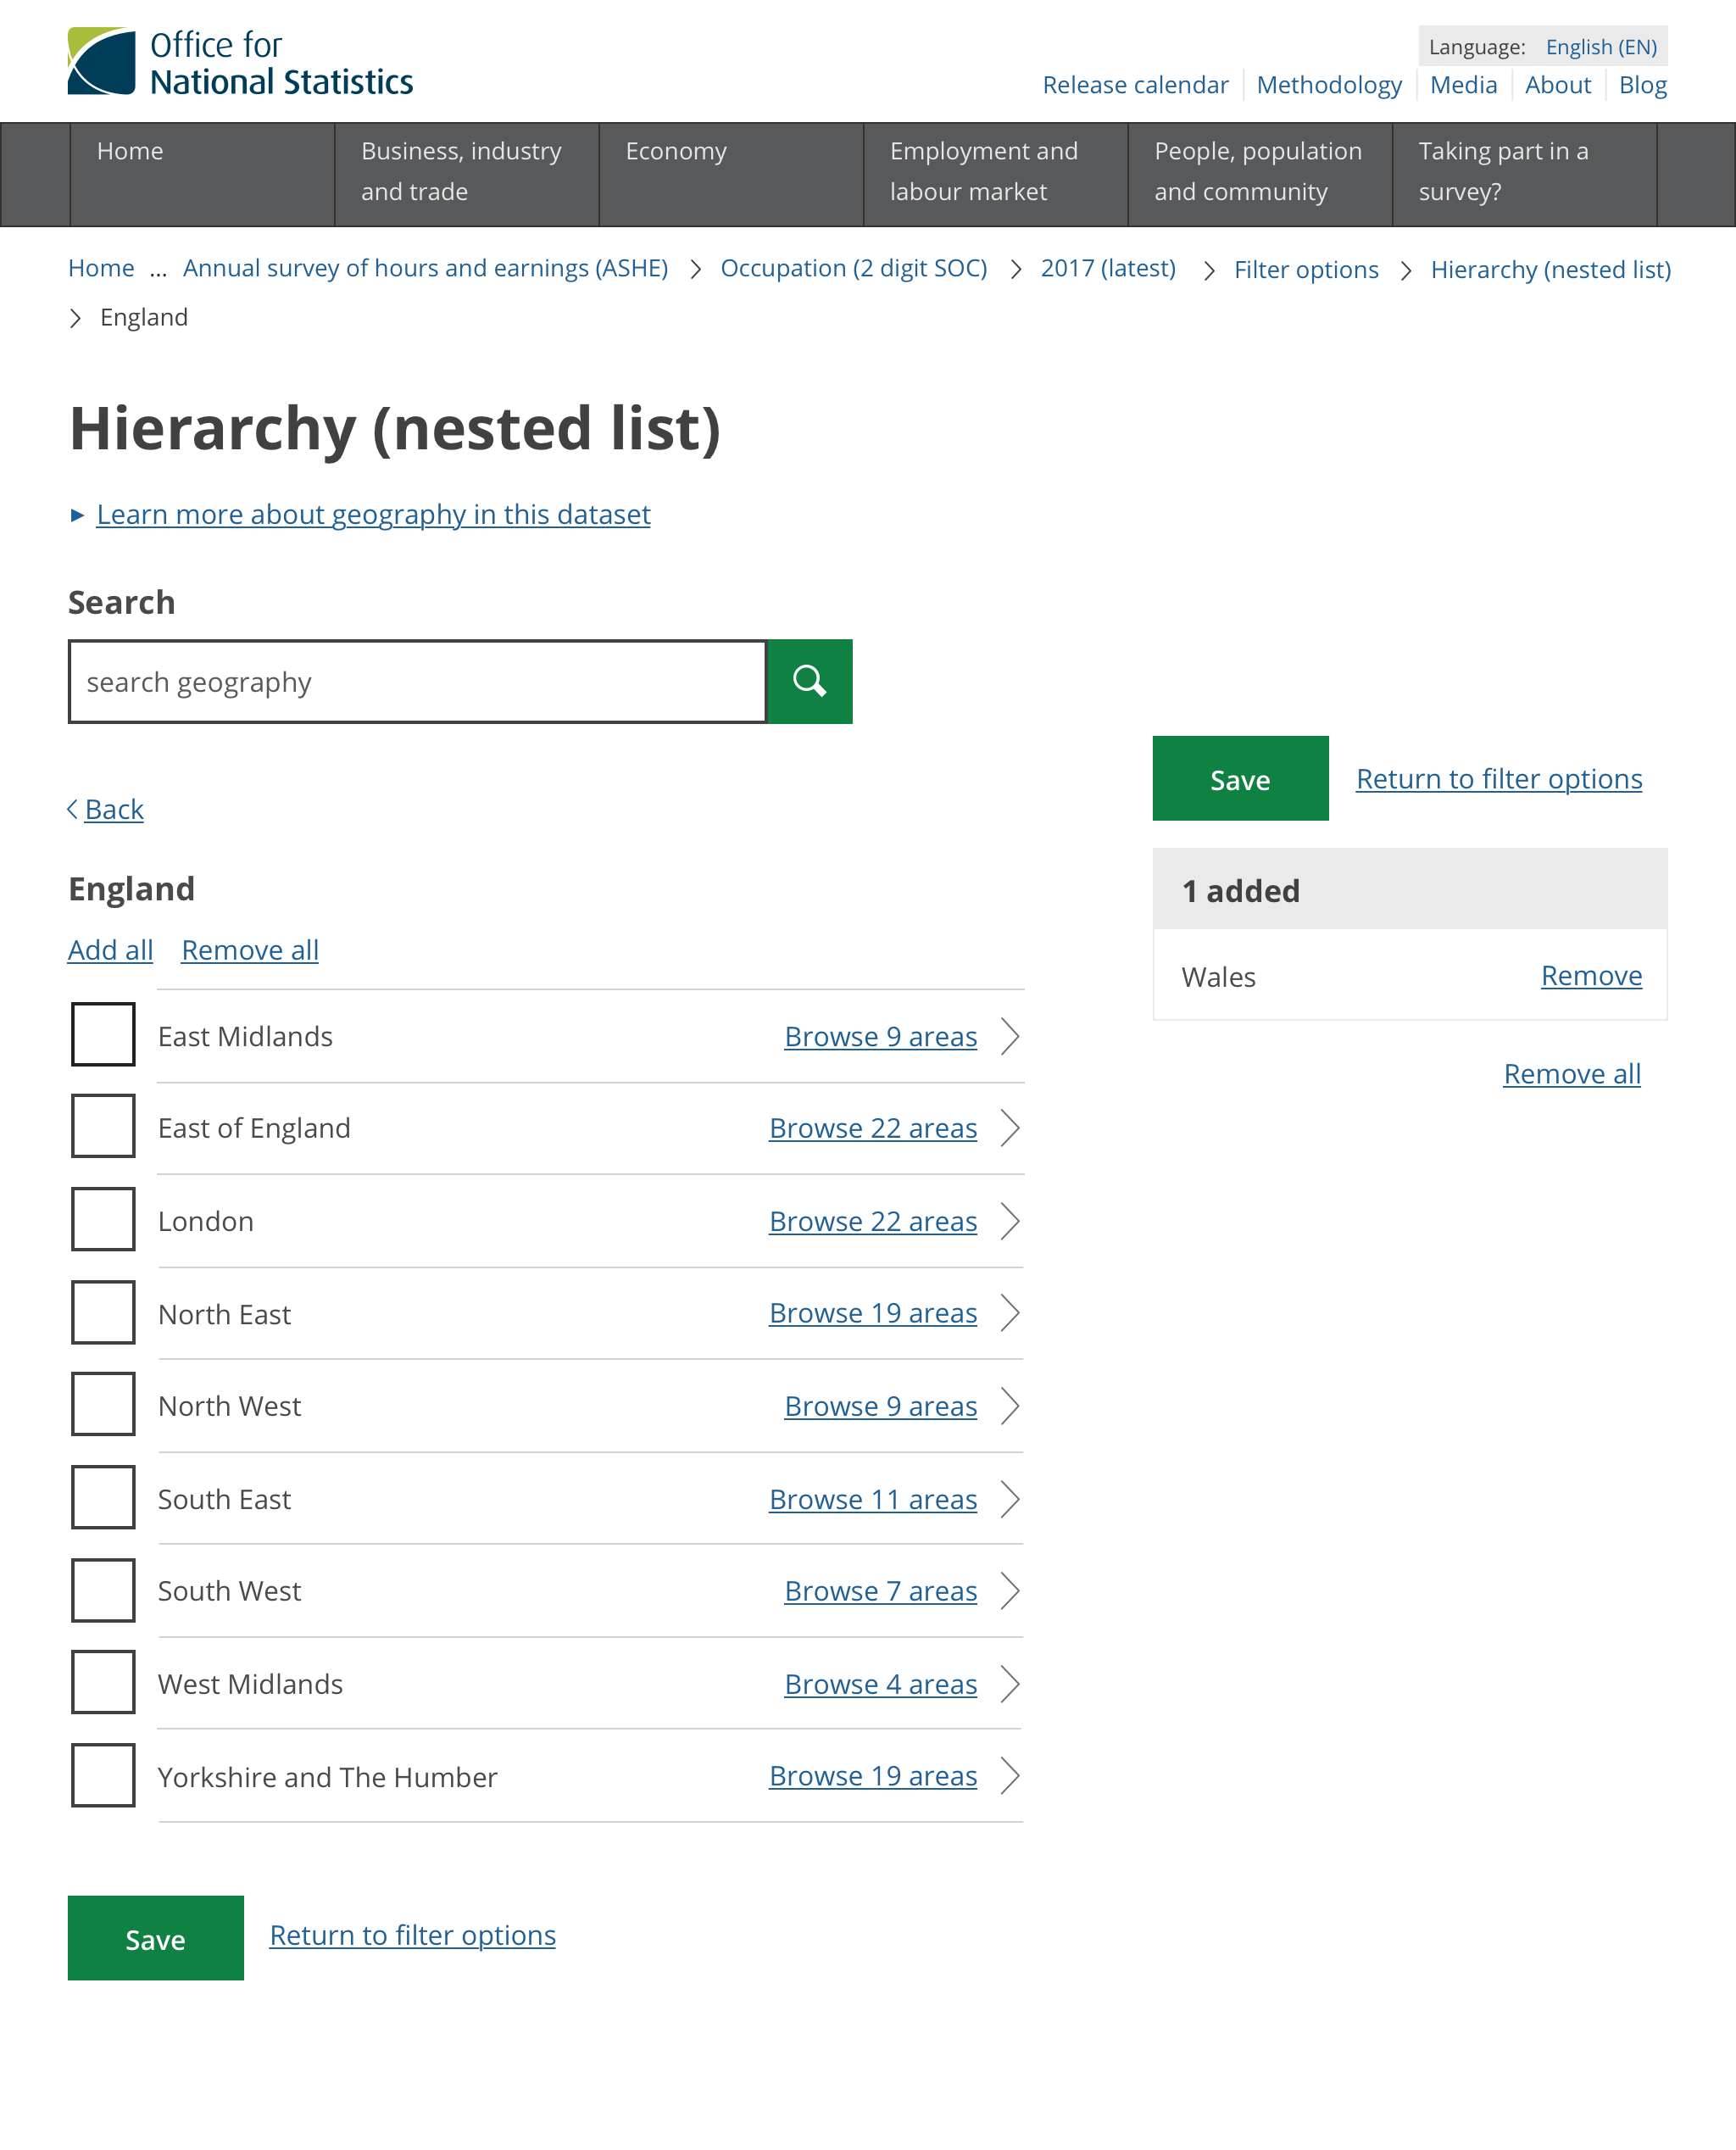 Office for
National Statistics
Language: English (EN)
Release calendar Methodology Media About Blog
Home
Business, industry
and trade
Economy
Employment and
labour market
People, population
and community
Taking part in a
survey?
Home ... Annual survey of hours and earnings (ASHE) Occupation (2 digit SOC) 2017 (latest) Filter options Hierarchy (nested list)
England
Hierarchy (nested list)
Learn more about geography in this dataset
Search
search geography
Save Return to filter options
Back
England
1 added
Add all Remove all
Wales Remove
East Midlands Browse 9 areas
Remove all
East of England Browse 22 areas
London Browse 22 areas
North East Browse 19 areas
North West Browse 9 areas
South East Browse 11 areas
South West Browse 7 areas
West Midlands Browse 4 areas
Yorkshire and The Humber Browse 19 areas
Save Return to filter options